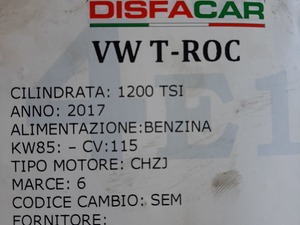 DISFACAR
VW T-ROC
CILINDRATA: 1200 TSI
ANNO: 2017
ALIMENTAZIONE:BENZINA
KW85: – CV:115
TIPO MOTORE: CHZJ
MARCE: 6
CODICE CAMBIO: SEM
FORNITORE: